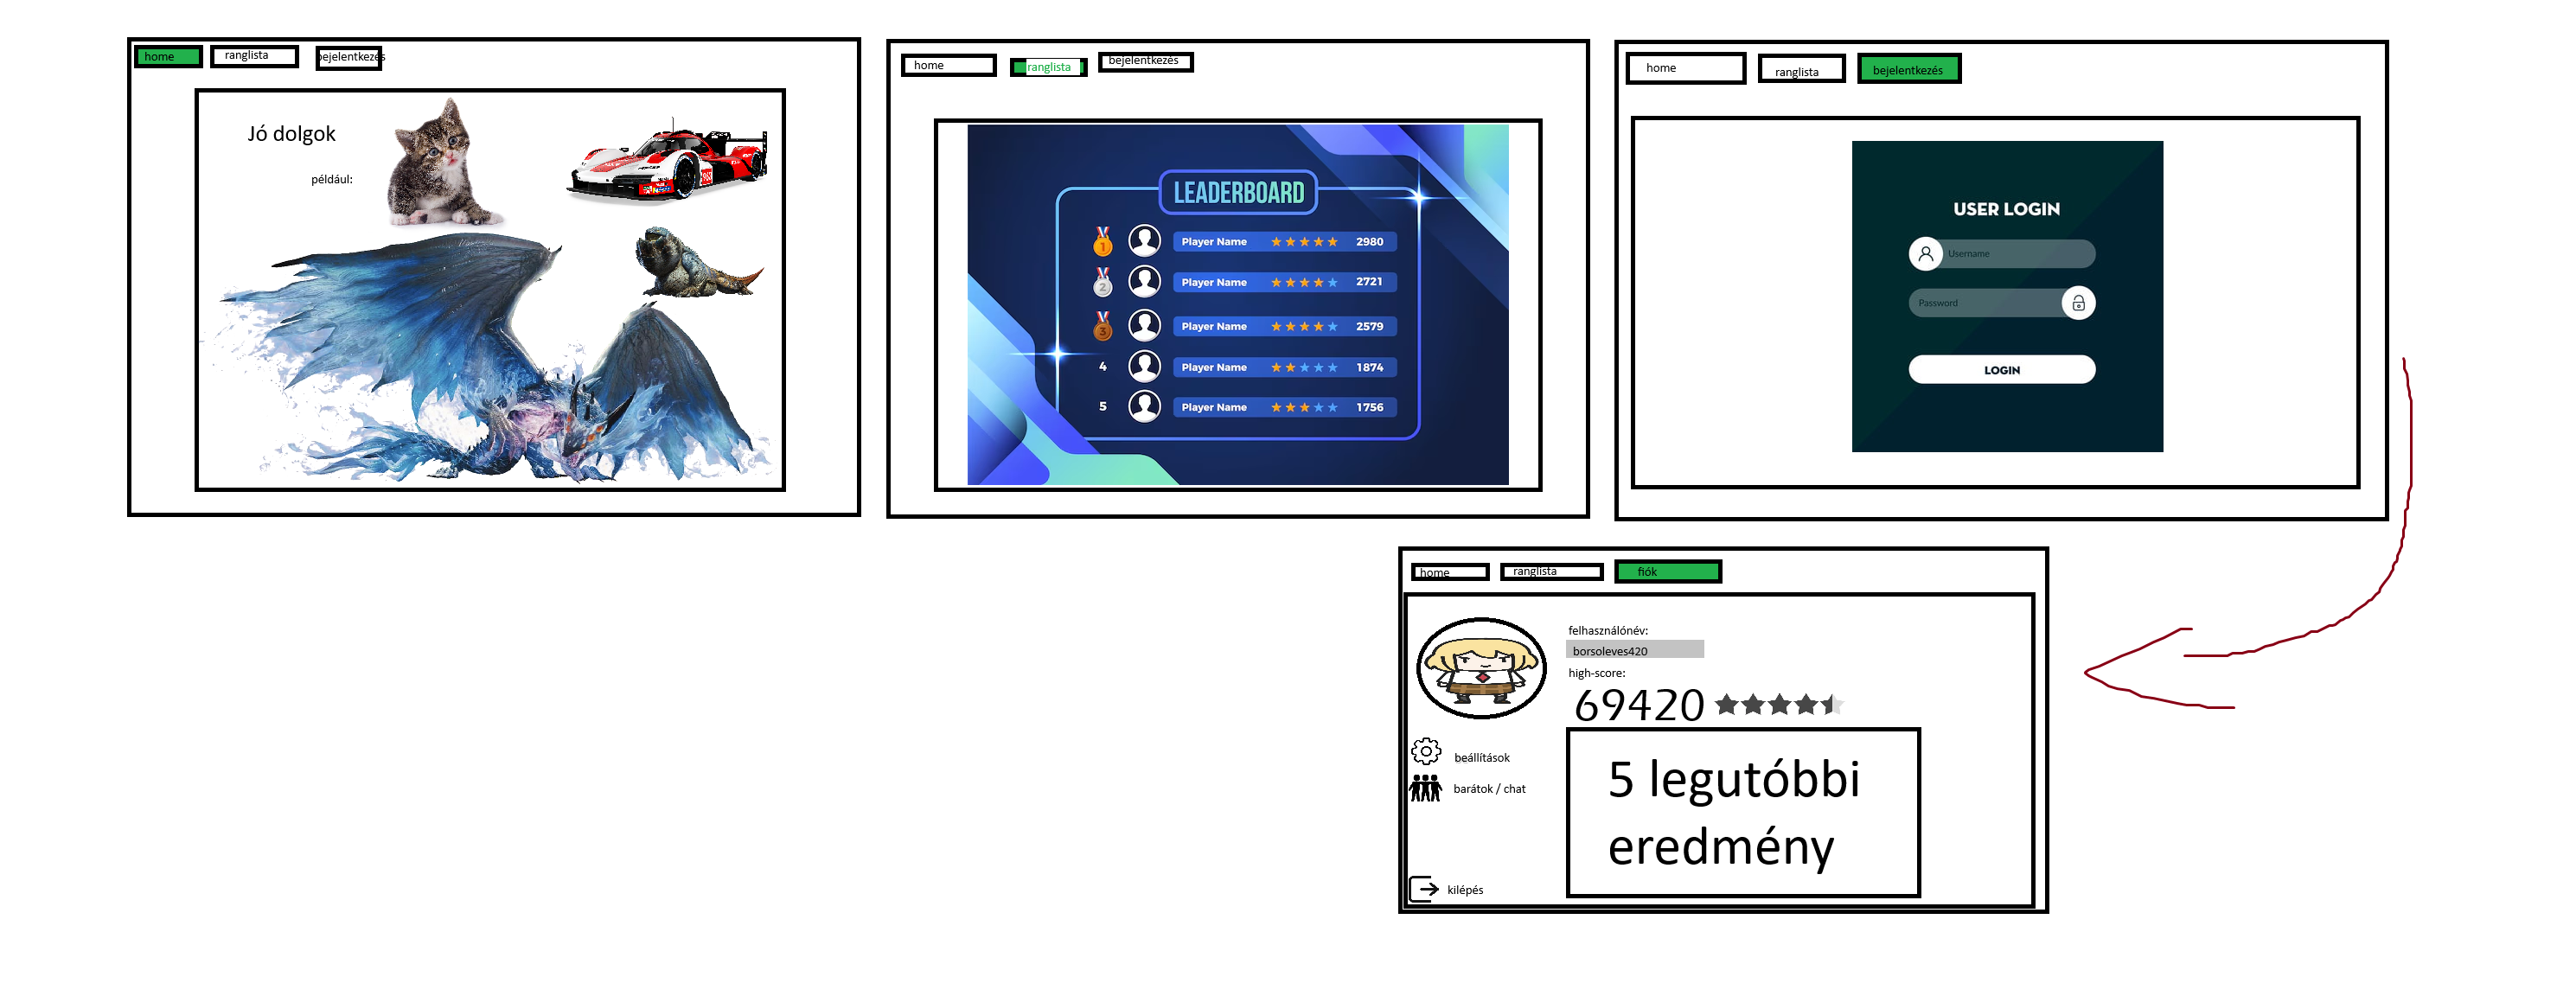 home
ranglista
bejelentkezés
Jó dolgok
például:
home
ranglista
bejelentkezés
LEADERBOARD
1 Player Name 2980
2 Player Name 2721
3 Player Name 2579
4 Player Name 1874
5 Player Name 1756
home
ranglista
bejelentkezés
USER LOGIN
Username
Password
LOGIN
home
ranglista
fiók
felhasználónév:
borsoleves420
high-score:
69420
beállítások
barátok / chat
kilépés
5 legutóbbi
eredmény